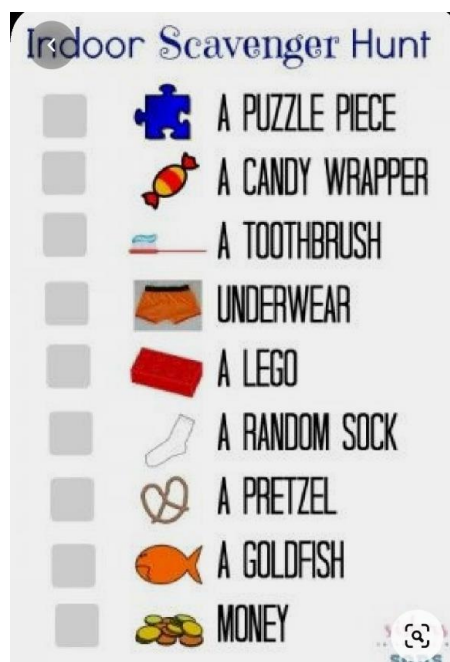 Indoor Scavenger Hunt
A PUZZLE PIECE
A CANDY WRAPPER
A TOOTHBRUSH
UNDERWEAR
A LEGO
A RANDOM SOCK
A PRETZEL
A GOLDFISH
MONEY